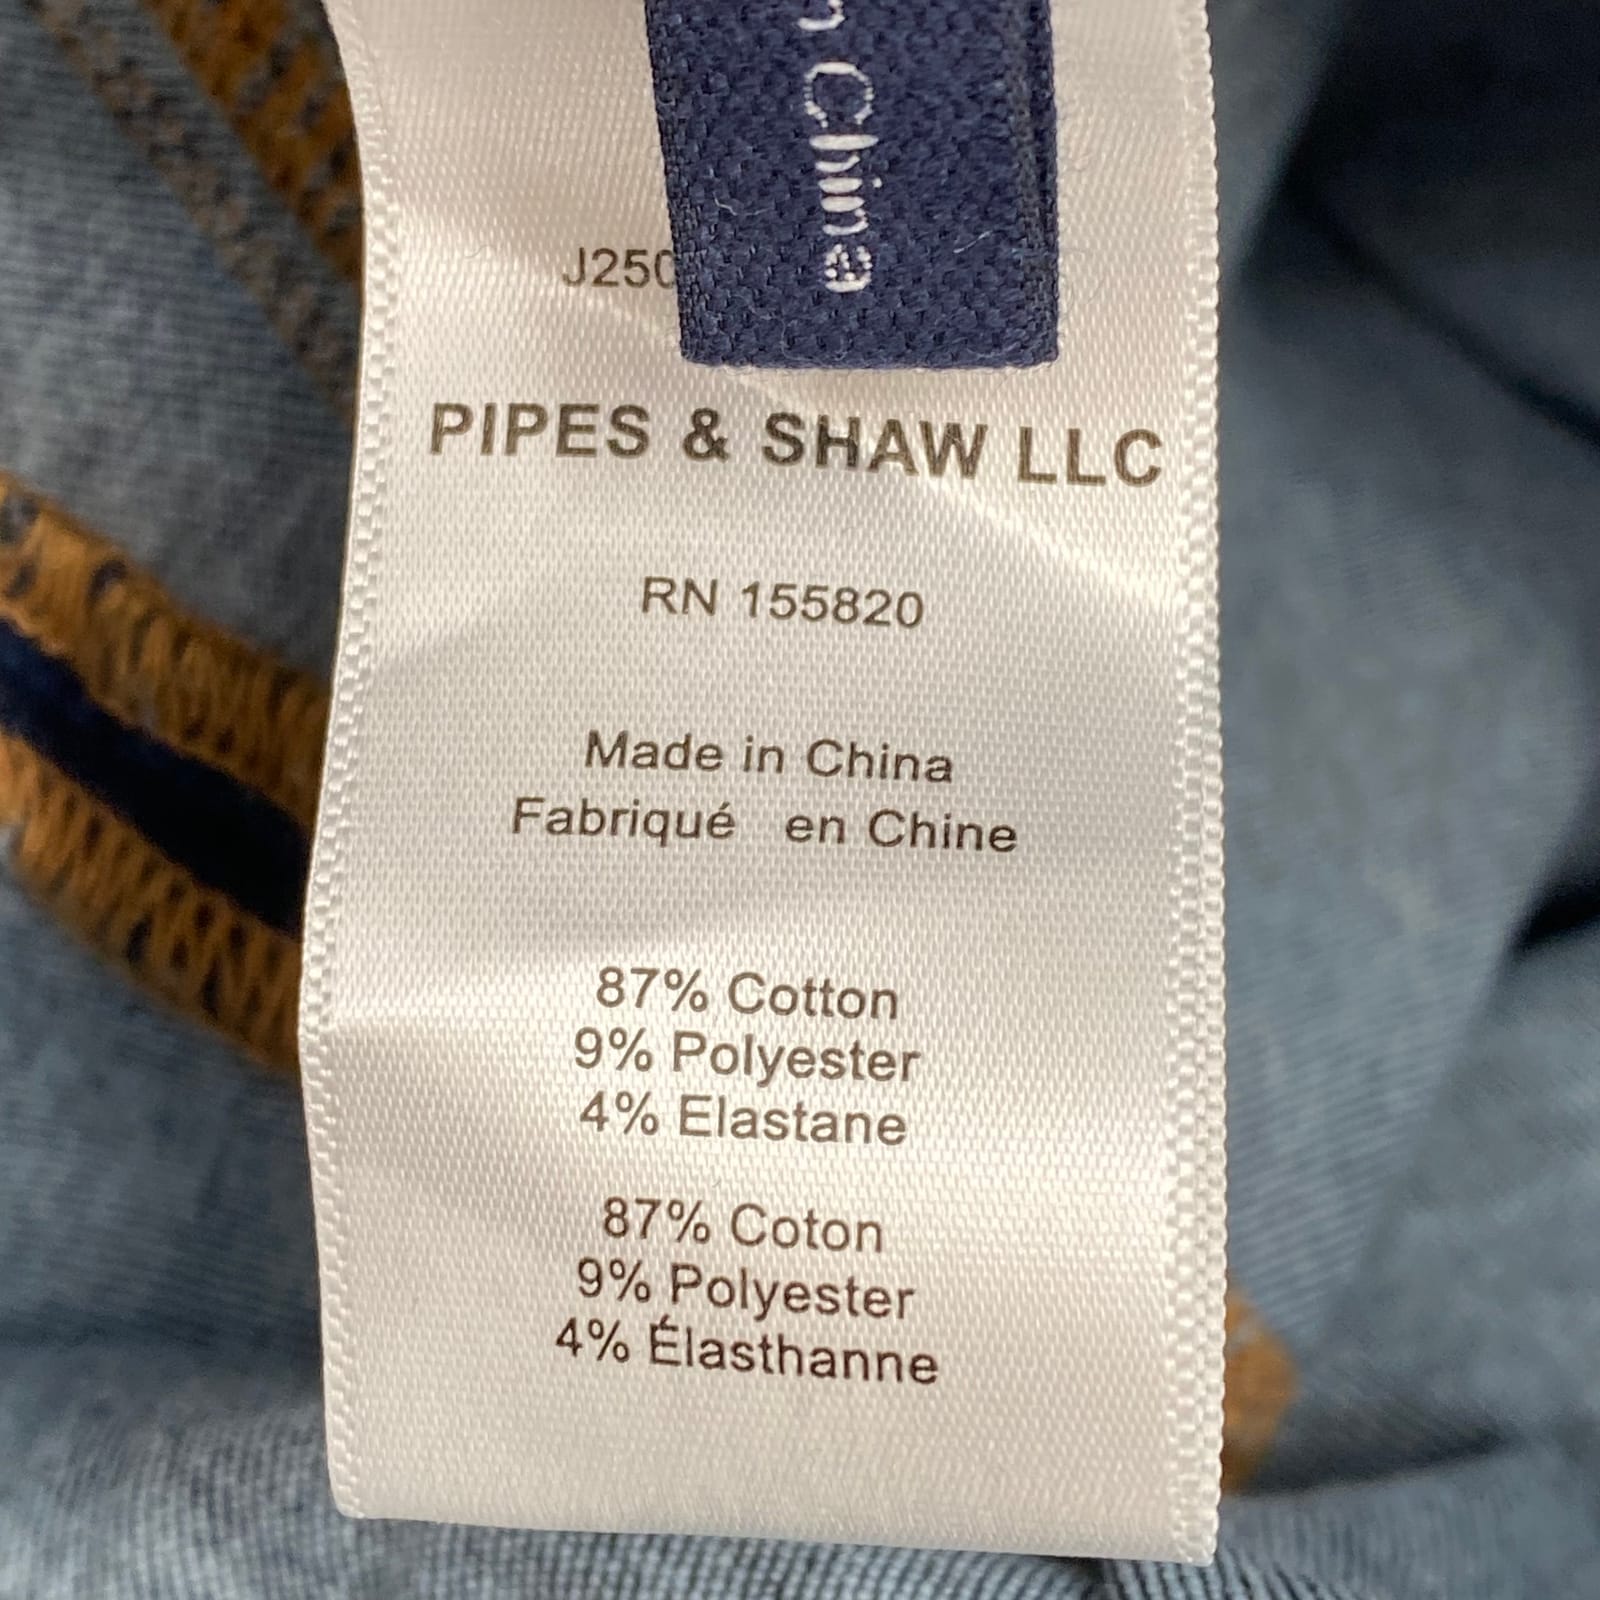 China
J250
PIPES & SHAW LLC
RN 155820
Made in China
Fabriqué en Chine
87% Cotton
9% Polyester
4% Elastane
87% Coton
9% Polyester
4% Élasthanne